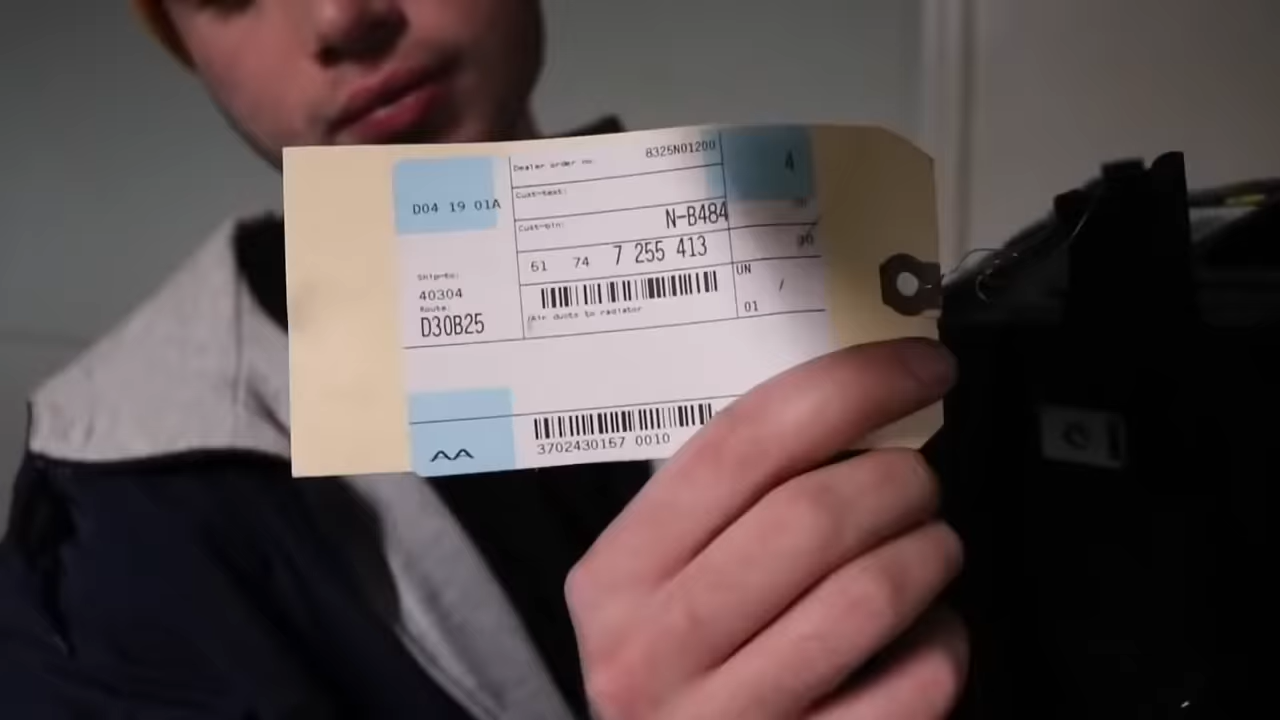 D04 19 01A
Dealer order no: 8325N01200
4
Cust-text:
Cust-bin: N-B484
61 74 7 255 413
Ship-to:
40304
Route:
D30B25
Air ducts to radiator
UN /
01
AA
3702430157 0010